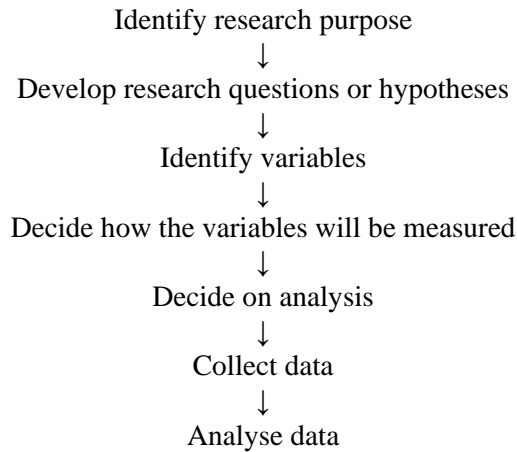 Identify research purpose
↓
Develop research questions or hypotheses
↓
Identify variables
↓
Decide how the variables will be measured
↓
Decide on analysis
↓
Collect data
↓
Analyse data